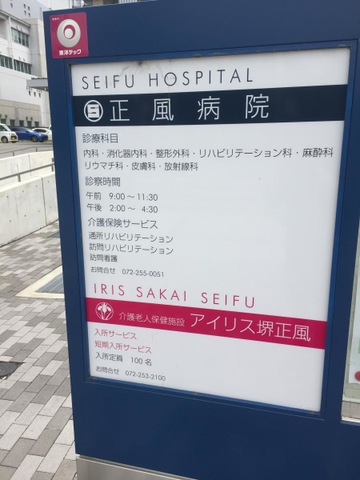 東洋テック
SEIFU HOSPITAL
正風病院
診療科目
内科・消化器内科・整形外科・リハビリテーション科・麻酔科
リウマチ科・皮膚科・放射線科
診察時間
午前 9:00～11:30
午後 2:00～ 4:30
介護保険サービス
通所リハビリテーション
訪問リハビリテーション
訪問看護
お問合せ 072-255-0051
IRIS SAKAI SEIFU
介護老人保健施設 アイリス堺正風
入所サービス
短期入所サービス
入所定員 100名
お問合せ 072-253-2100